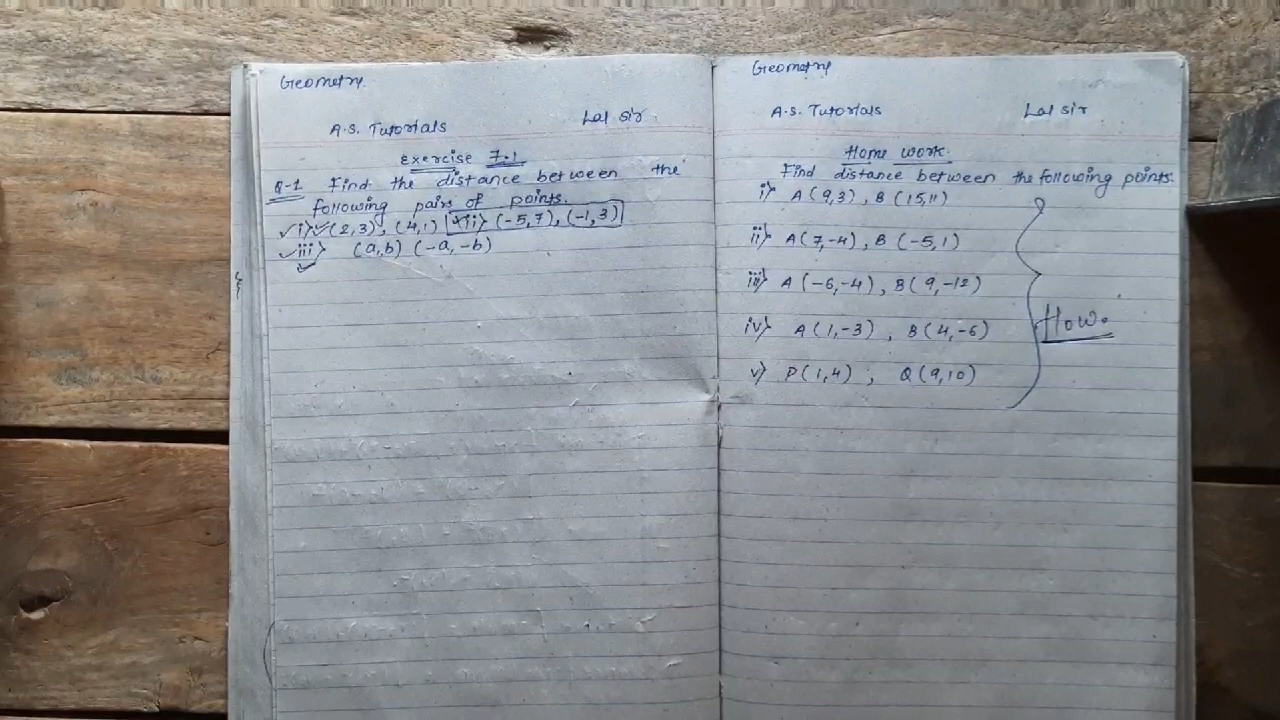 Geometry.
A.S. Tutorials Lal sir
Exercise 7.1
Q-1 Find the distance between the
following pairs of points.
i) (2,3), (4,1) ii) (-5,7), (-1,3)
iii) (a,b) (-a,-b)
Geometry
A.S. Tutorials Lal sir
Home work.
Find distance between the following points.
i) A(9,3), B(15,11)
ii) A(7,-4), B(-5,1)
iii) A(-6,-4), B(9,-12)
iv) A(1,-3), B(4,-6)
H.W.
v) P(1,4) ; Q(9,10)